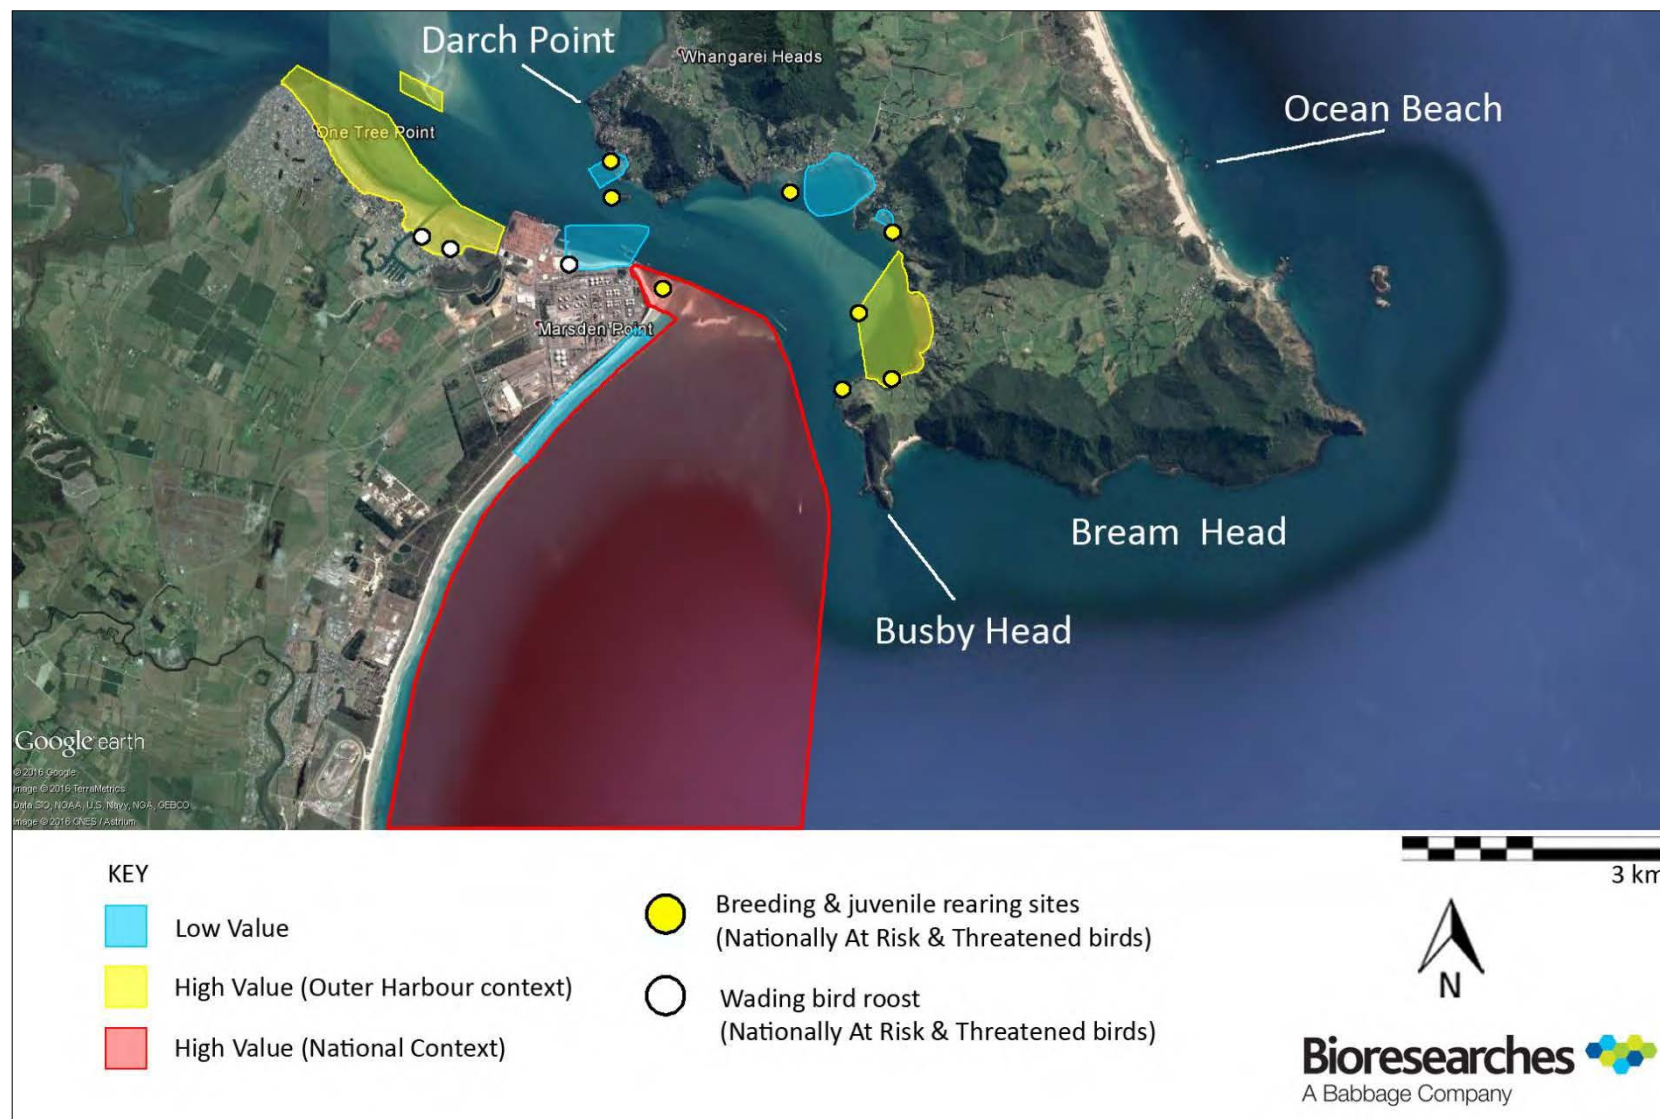 Darch Point
Whangarei Heads
Ocean Beach
One Tree Point
Marsden Point
Bream Head
Busby Head
Google earth
© 2016 Google
Image © 2016 TerraMetrics
Data SIO, NOAA, U.S. Navy, NGA, GEBCO
Image © 2016 CNES / Astrium
KEY
Low Value
High Value (Outer Harbour context)
High Value (National Context)
Breeding & juvenile rearing sites
(Nationally At Risk & Threatened birds)
Wading bird roost
(Nationally At Risk & Threatened birds)
3 km
N
Bioresearches
A Babbage Company